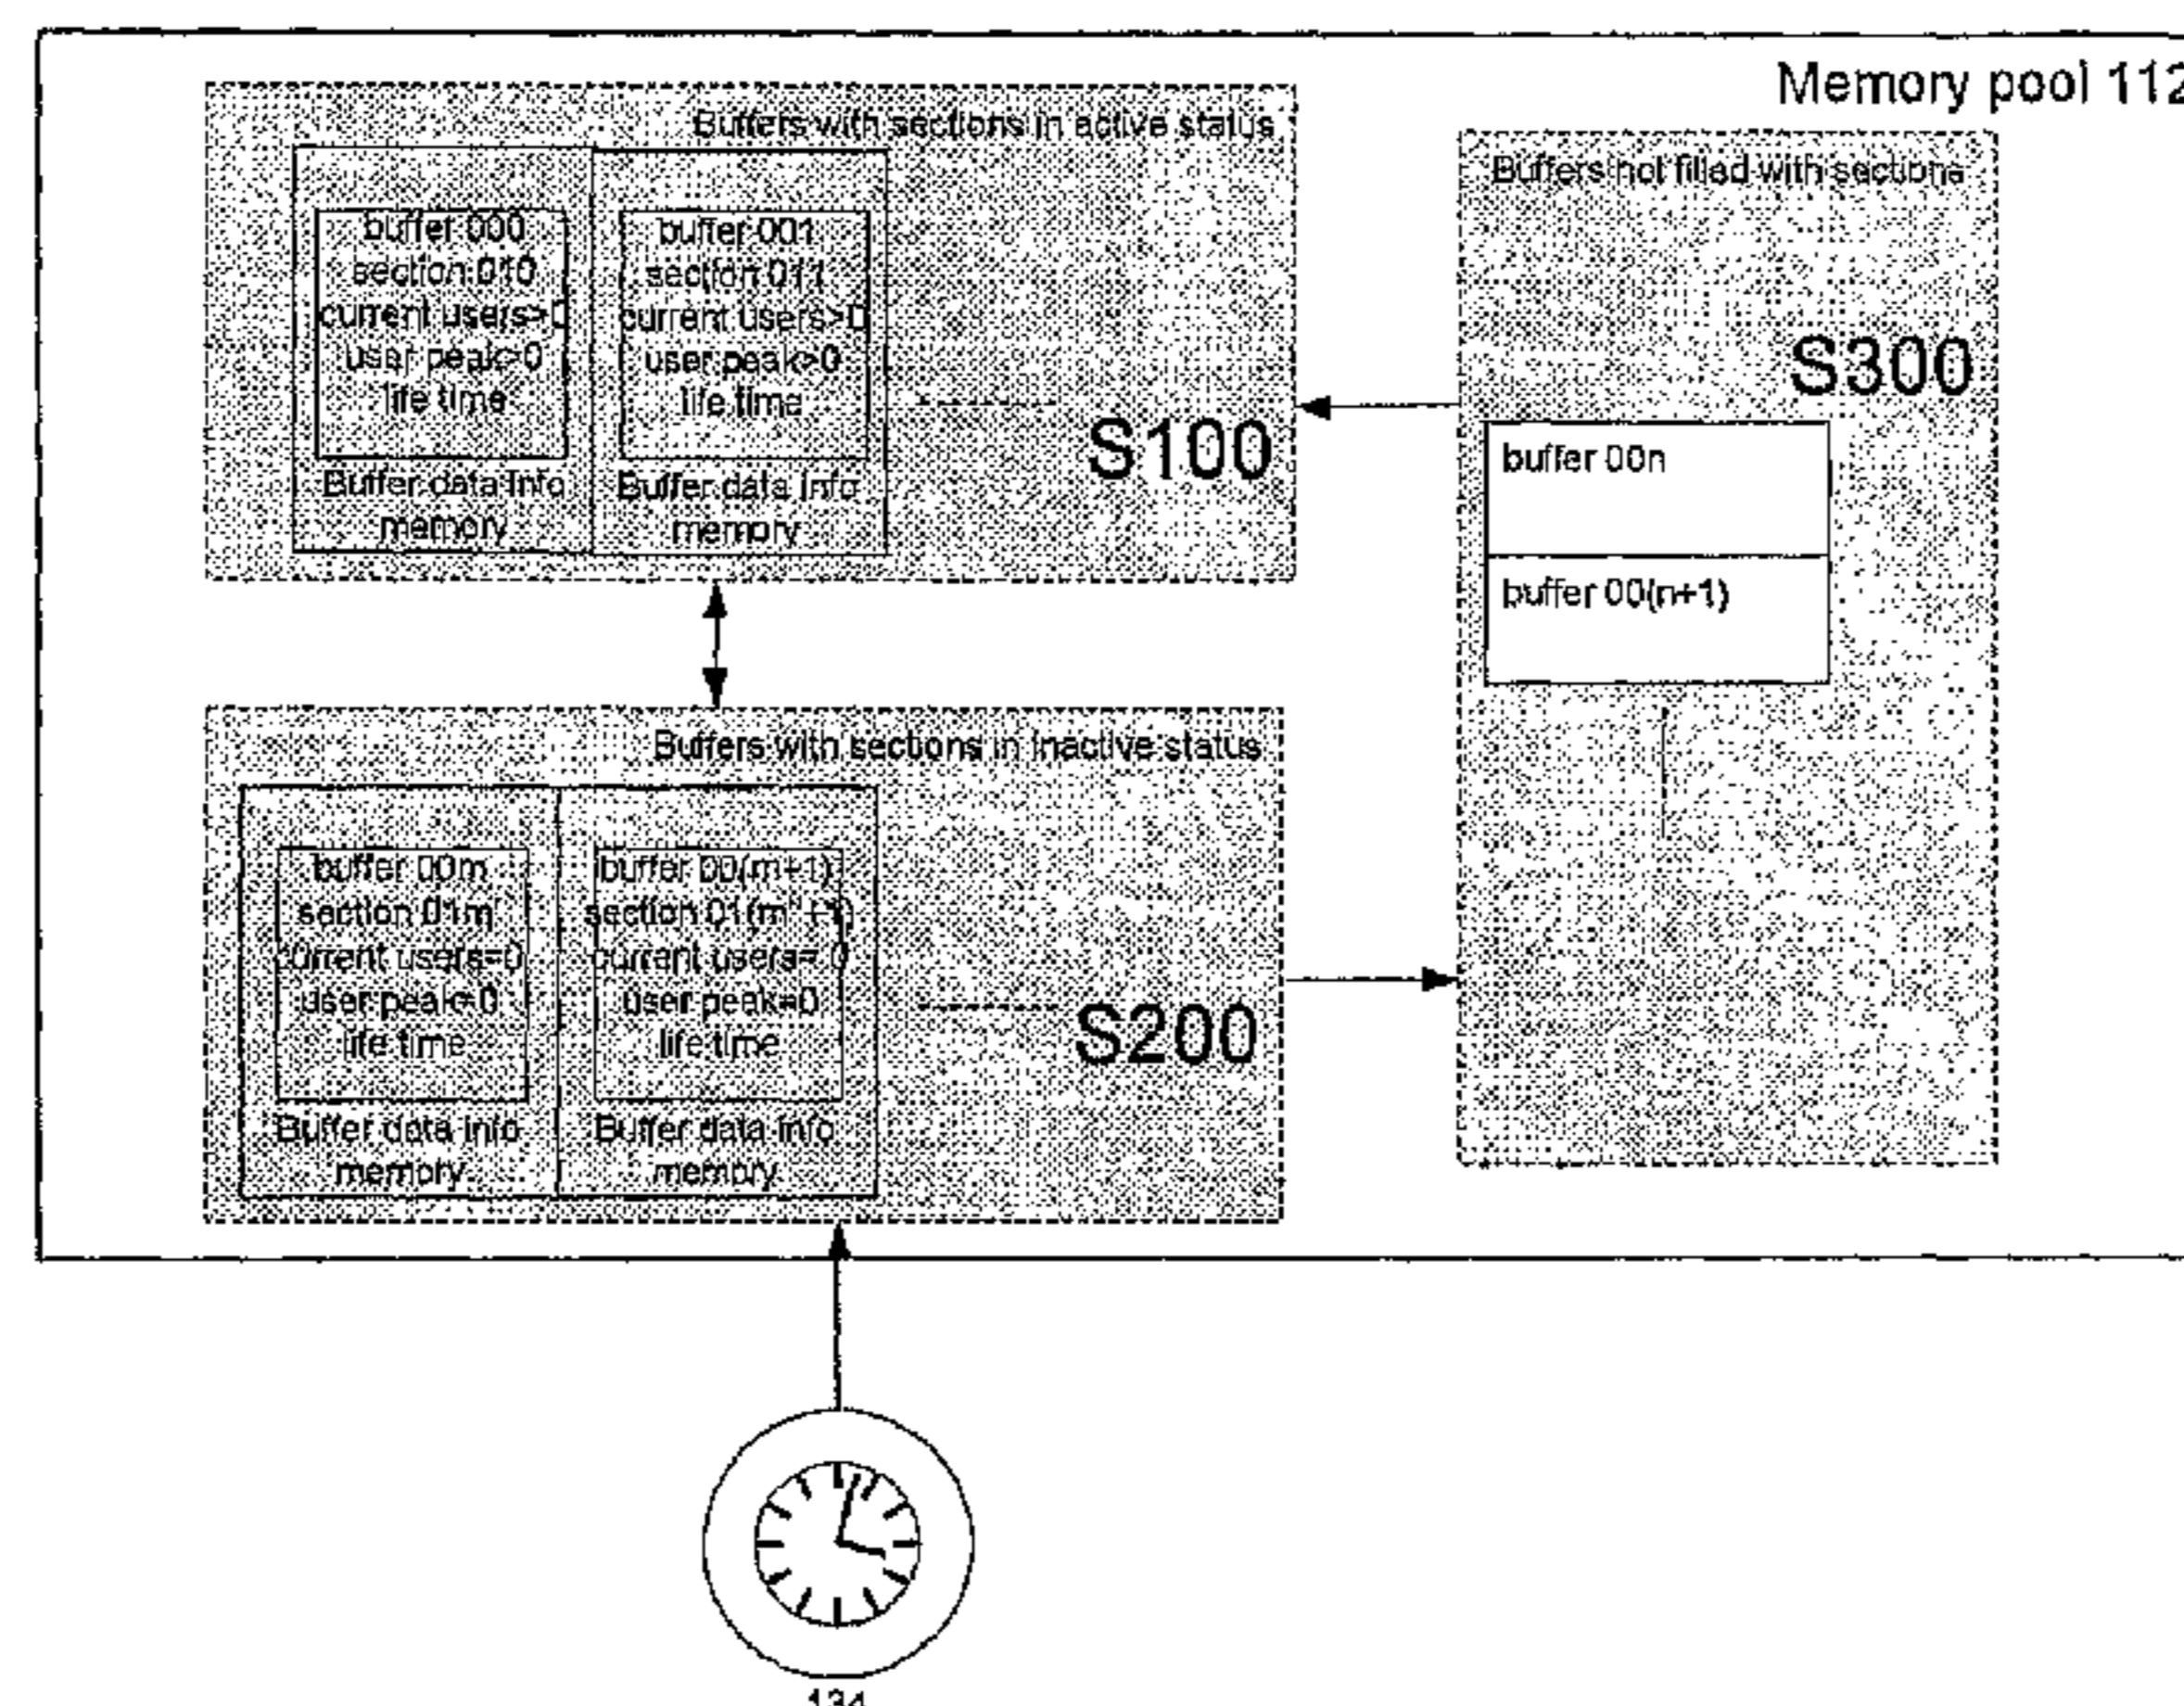 Memory pool 112
Buffers with sections in active status
buffer 000
section 010
current users>0
user peak>0
life time
Buffer data info
memory
buffer 001
section 011
current users>0
user peak>0
life time
Buffer data info
memory
S100
Buffers not filled with sections
S300
buffer 00n
buffer 00(n+1)
Buffers with sections in inactive status
buffer 00m
section 01m
current users=0
user peak=0
life time
Buffer data info
memory
buffer 00(m+1)
section 01(m"+1)
current users= 0
user peak=0
life time
Buffer data info
memory
S200
134